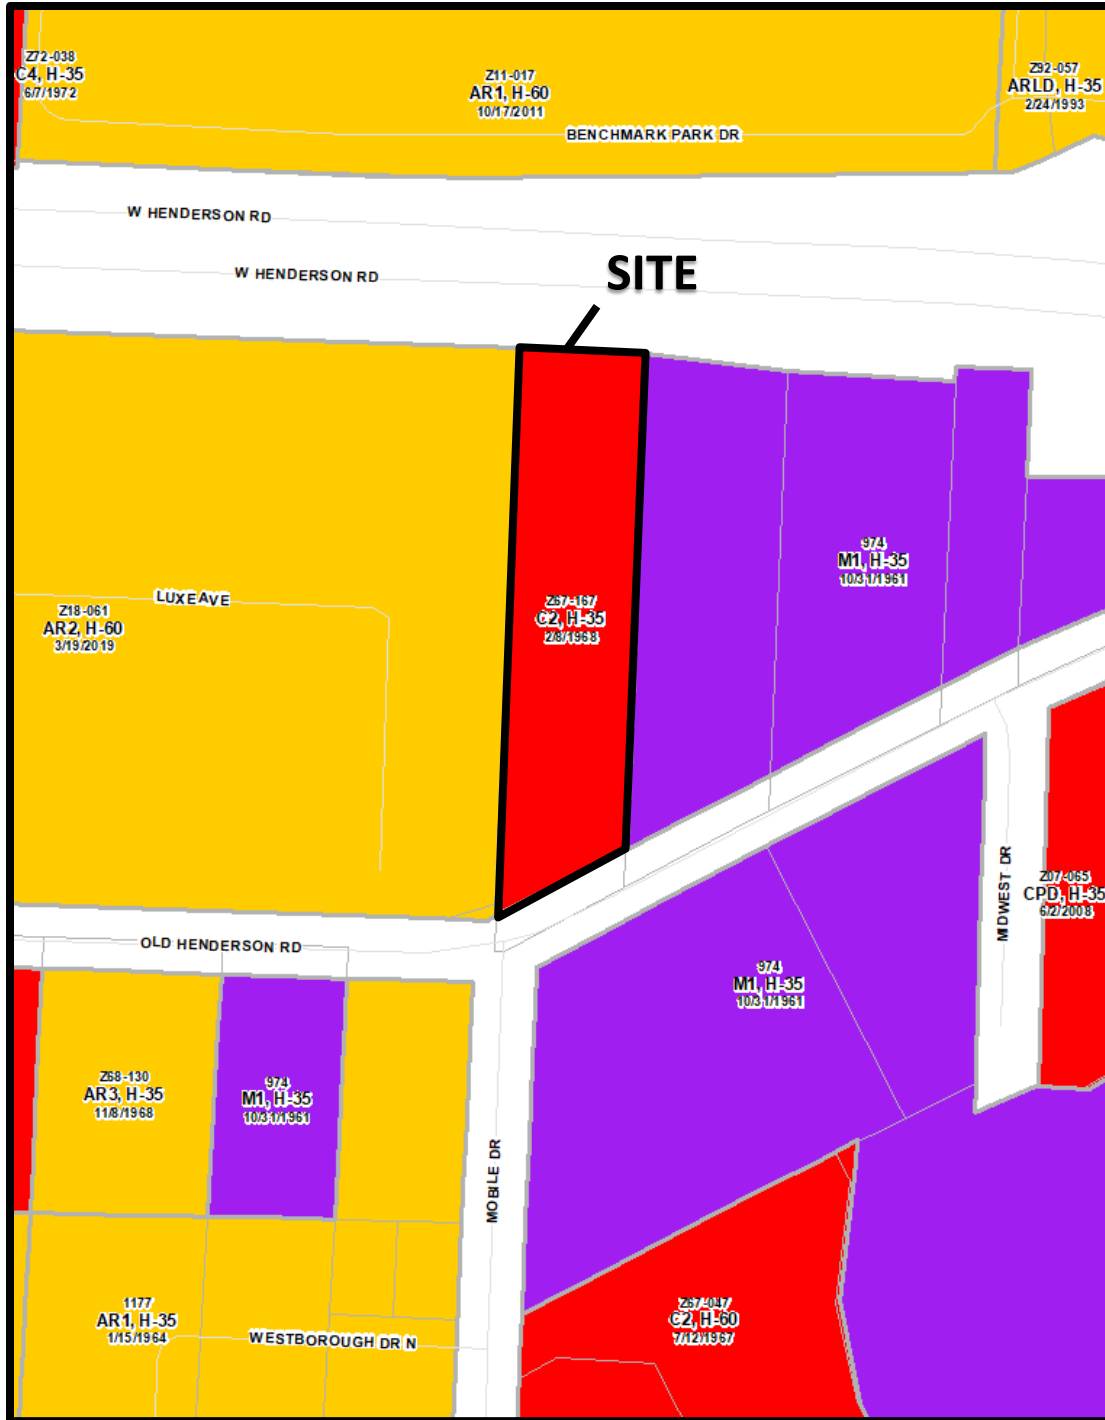 Z72-038
C4, H-35
6/7/1972
Z11-017
AR1, H-60
10/17/2011
Z92-057
ARLD, H-35
2/24/1993
BENCHMARK PARK DR
W HENDERSON RD
W HENDERSON RD
SITE
974
M1, H-35
10/31/1961
LUXE AVE
Z18-061
AR2, H-60
3/19/2019
Z67-167
C2, H-35
2/8/1968
MIDWEST DR
Z07-065
CPD, H-35
6/2/2008
OLD HENDERSON RD
974
M1, H-35
10/31/1961
Z68-130
AR3, H-35
11/8/1968
974
M1, H-35
10/31/1961
MOBILE DR
1177
AR1, H-35
1/15/1964
WESTBOROUGH DR N
Z67-047
C2, H-60
7/12/1967